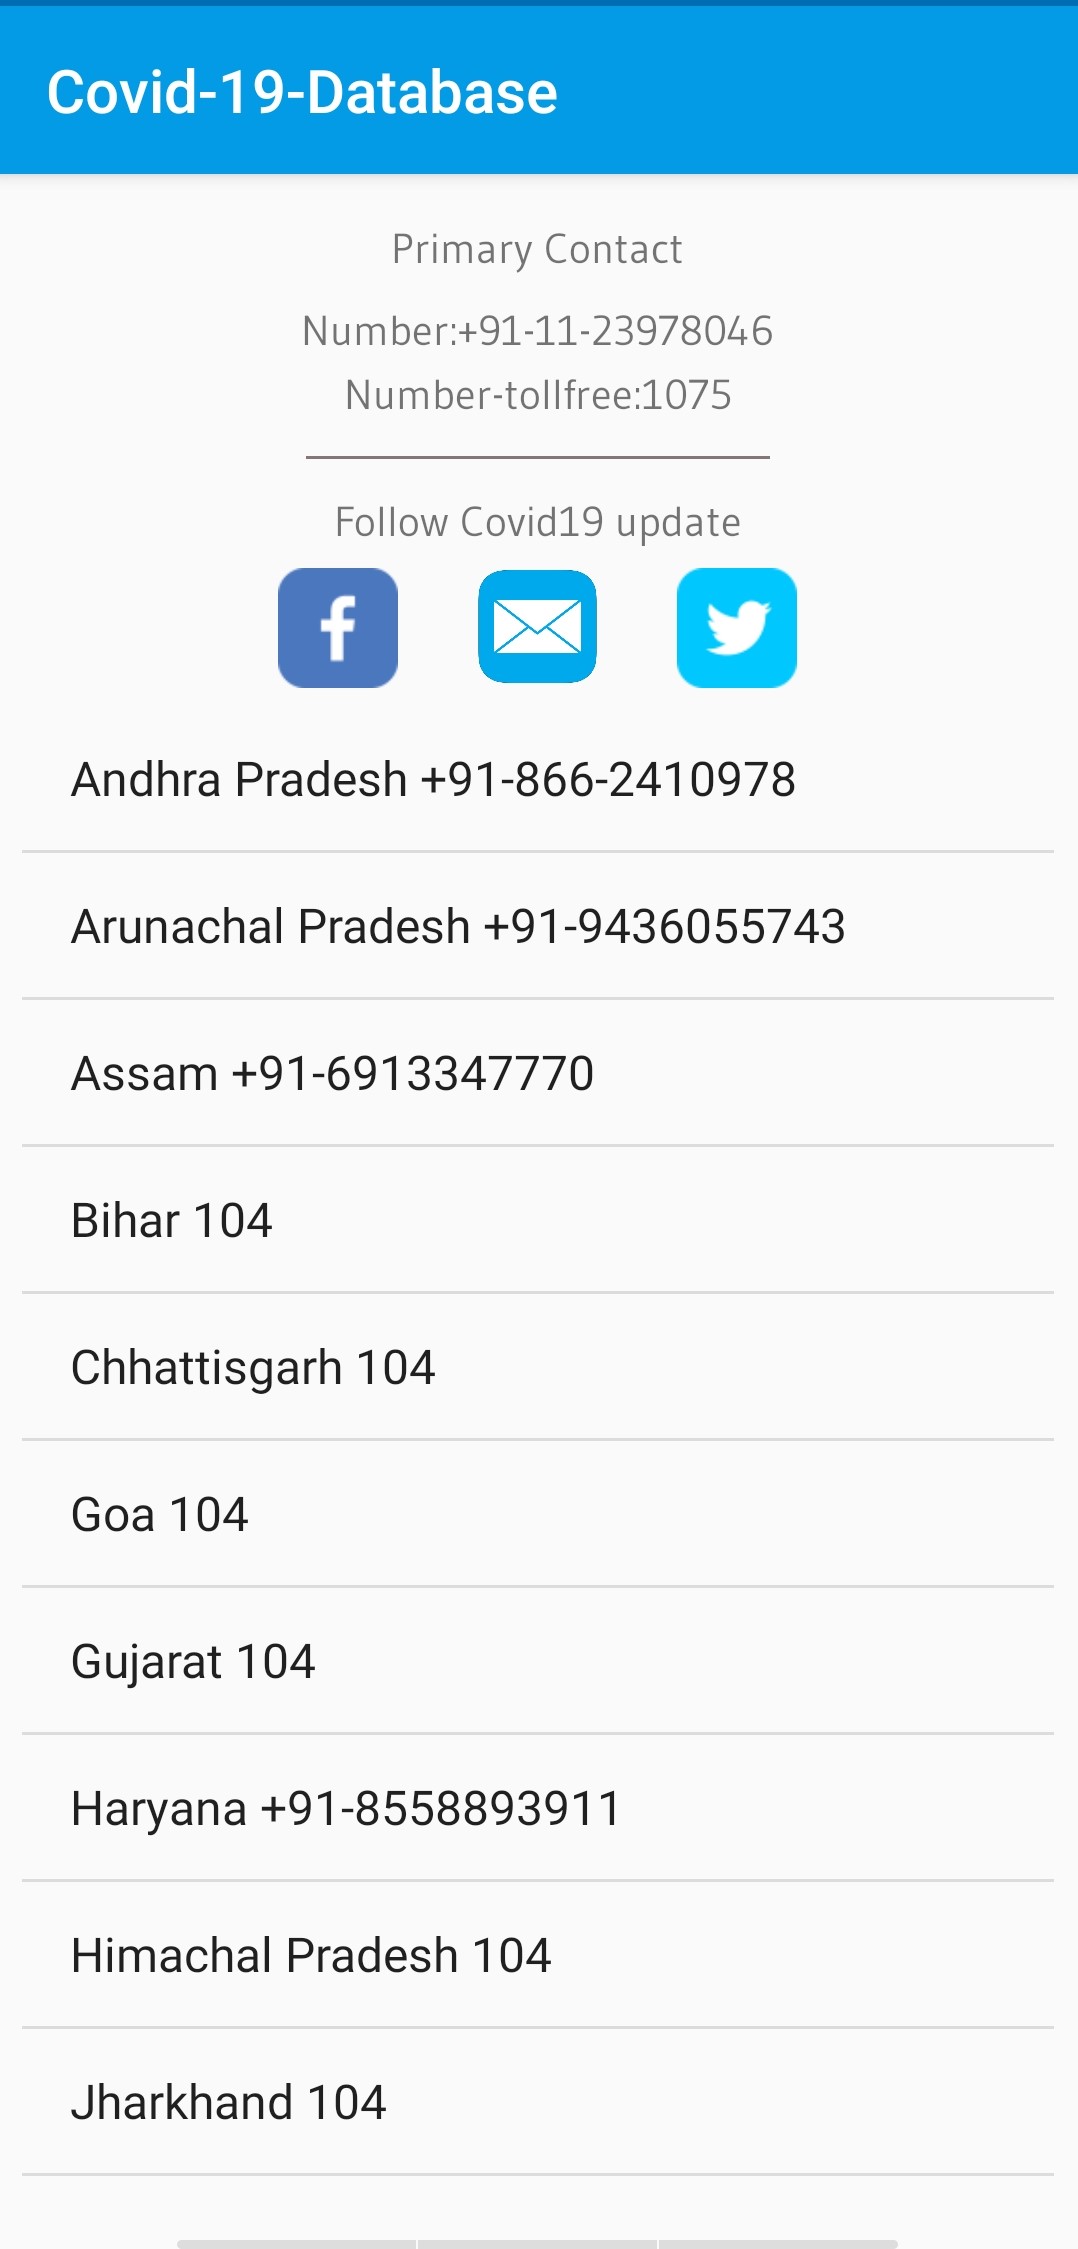 Covid-19-Database
Primary Contact
Number:+91-11-23978046
Number-tollfree:1075
Follow Covid19 update
Andhra Pradesh +91-866-2410978
Arunachal Pradesh +91-9436055743
Assam +91-6913347770
Bihar 104
Chhattisgarh 104
Goa 104
Gujarat 104
Haryana +91-8558893911
Himachal Pradesh 104
Jharkhand 104